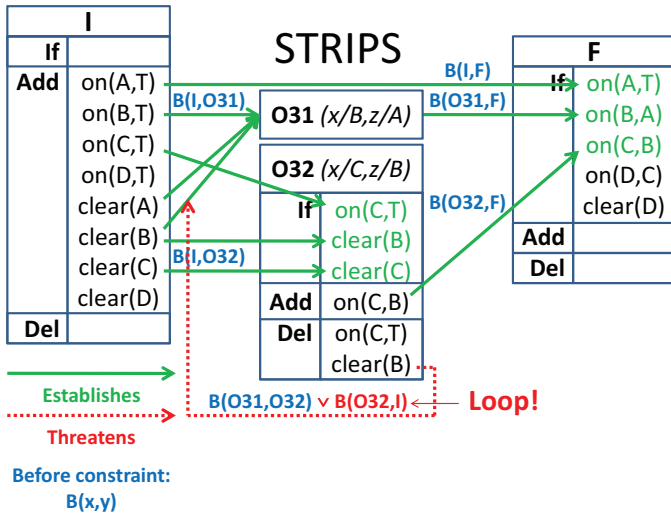 I
If
Add on(A,T)
on(B,T)
on(C,T)
on(D,T)
clear(A)
clear(B)
clear(C)
clear(D)
Del
STRIPS
B(I,O31)
B(I,O32)
O31 (x/B,z/A)
O32 (x/C,z/B)
If on(C,T)
clear(B)
clear(C)
Add on(C,B)
Del on(C,T)
clear(B)
B(I,F)
B(O31,F)
B(O32,F)
F
If on(A,T)
on(B,A)
on(C,B)
on(D,C)
clear(D)
Add
Del
Establishes
Threatens
Before constraint:
B(x,y)
B(O31,O32) ∨ B(O32,I)
Loop!